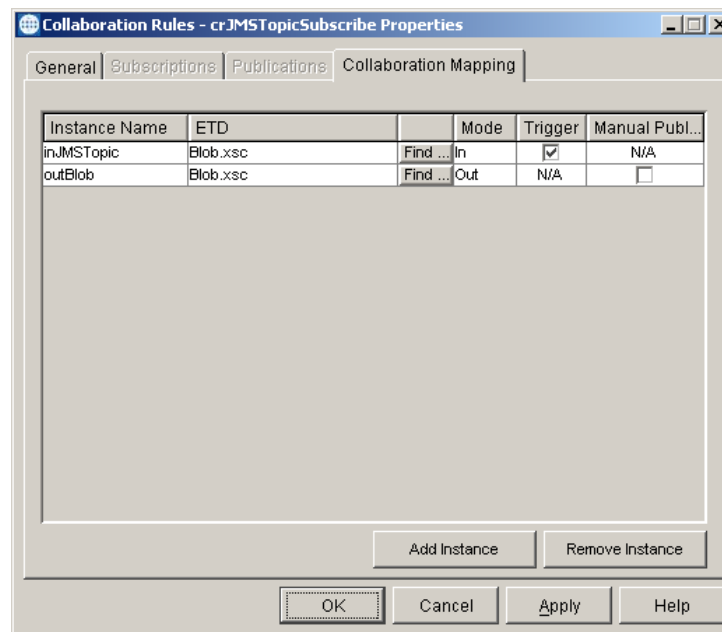 Collaboration Rules - crJMSTopicSubscribe Properties
General Subscriptions Publications Collaboration Mapping
Instance Name ETD Mode Trigger Manual Publ...
inJMSTopic Blob.xsc Find ... In N/A
outBlob Blob.xsc Find ... Out N/A
Add Instance Remove Instance
OK Cancel Apply Help